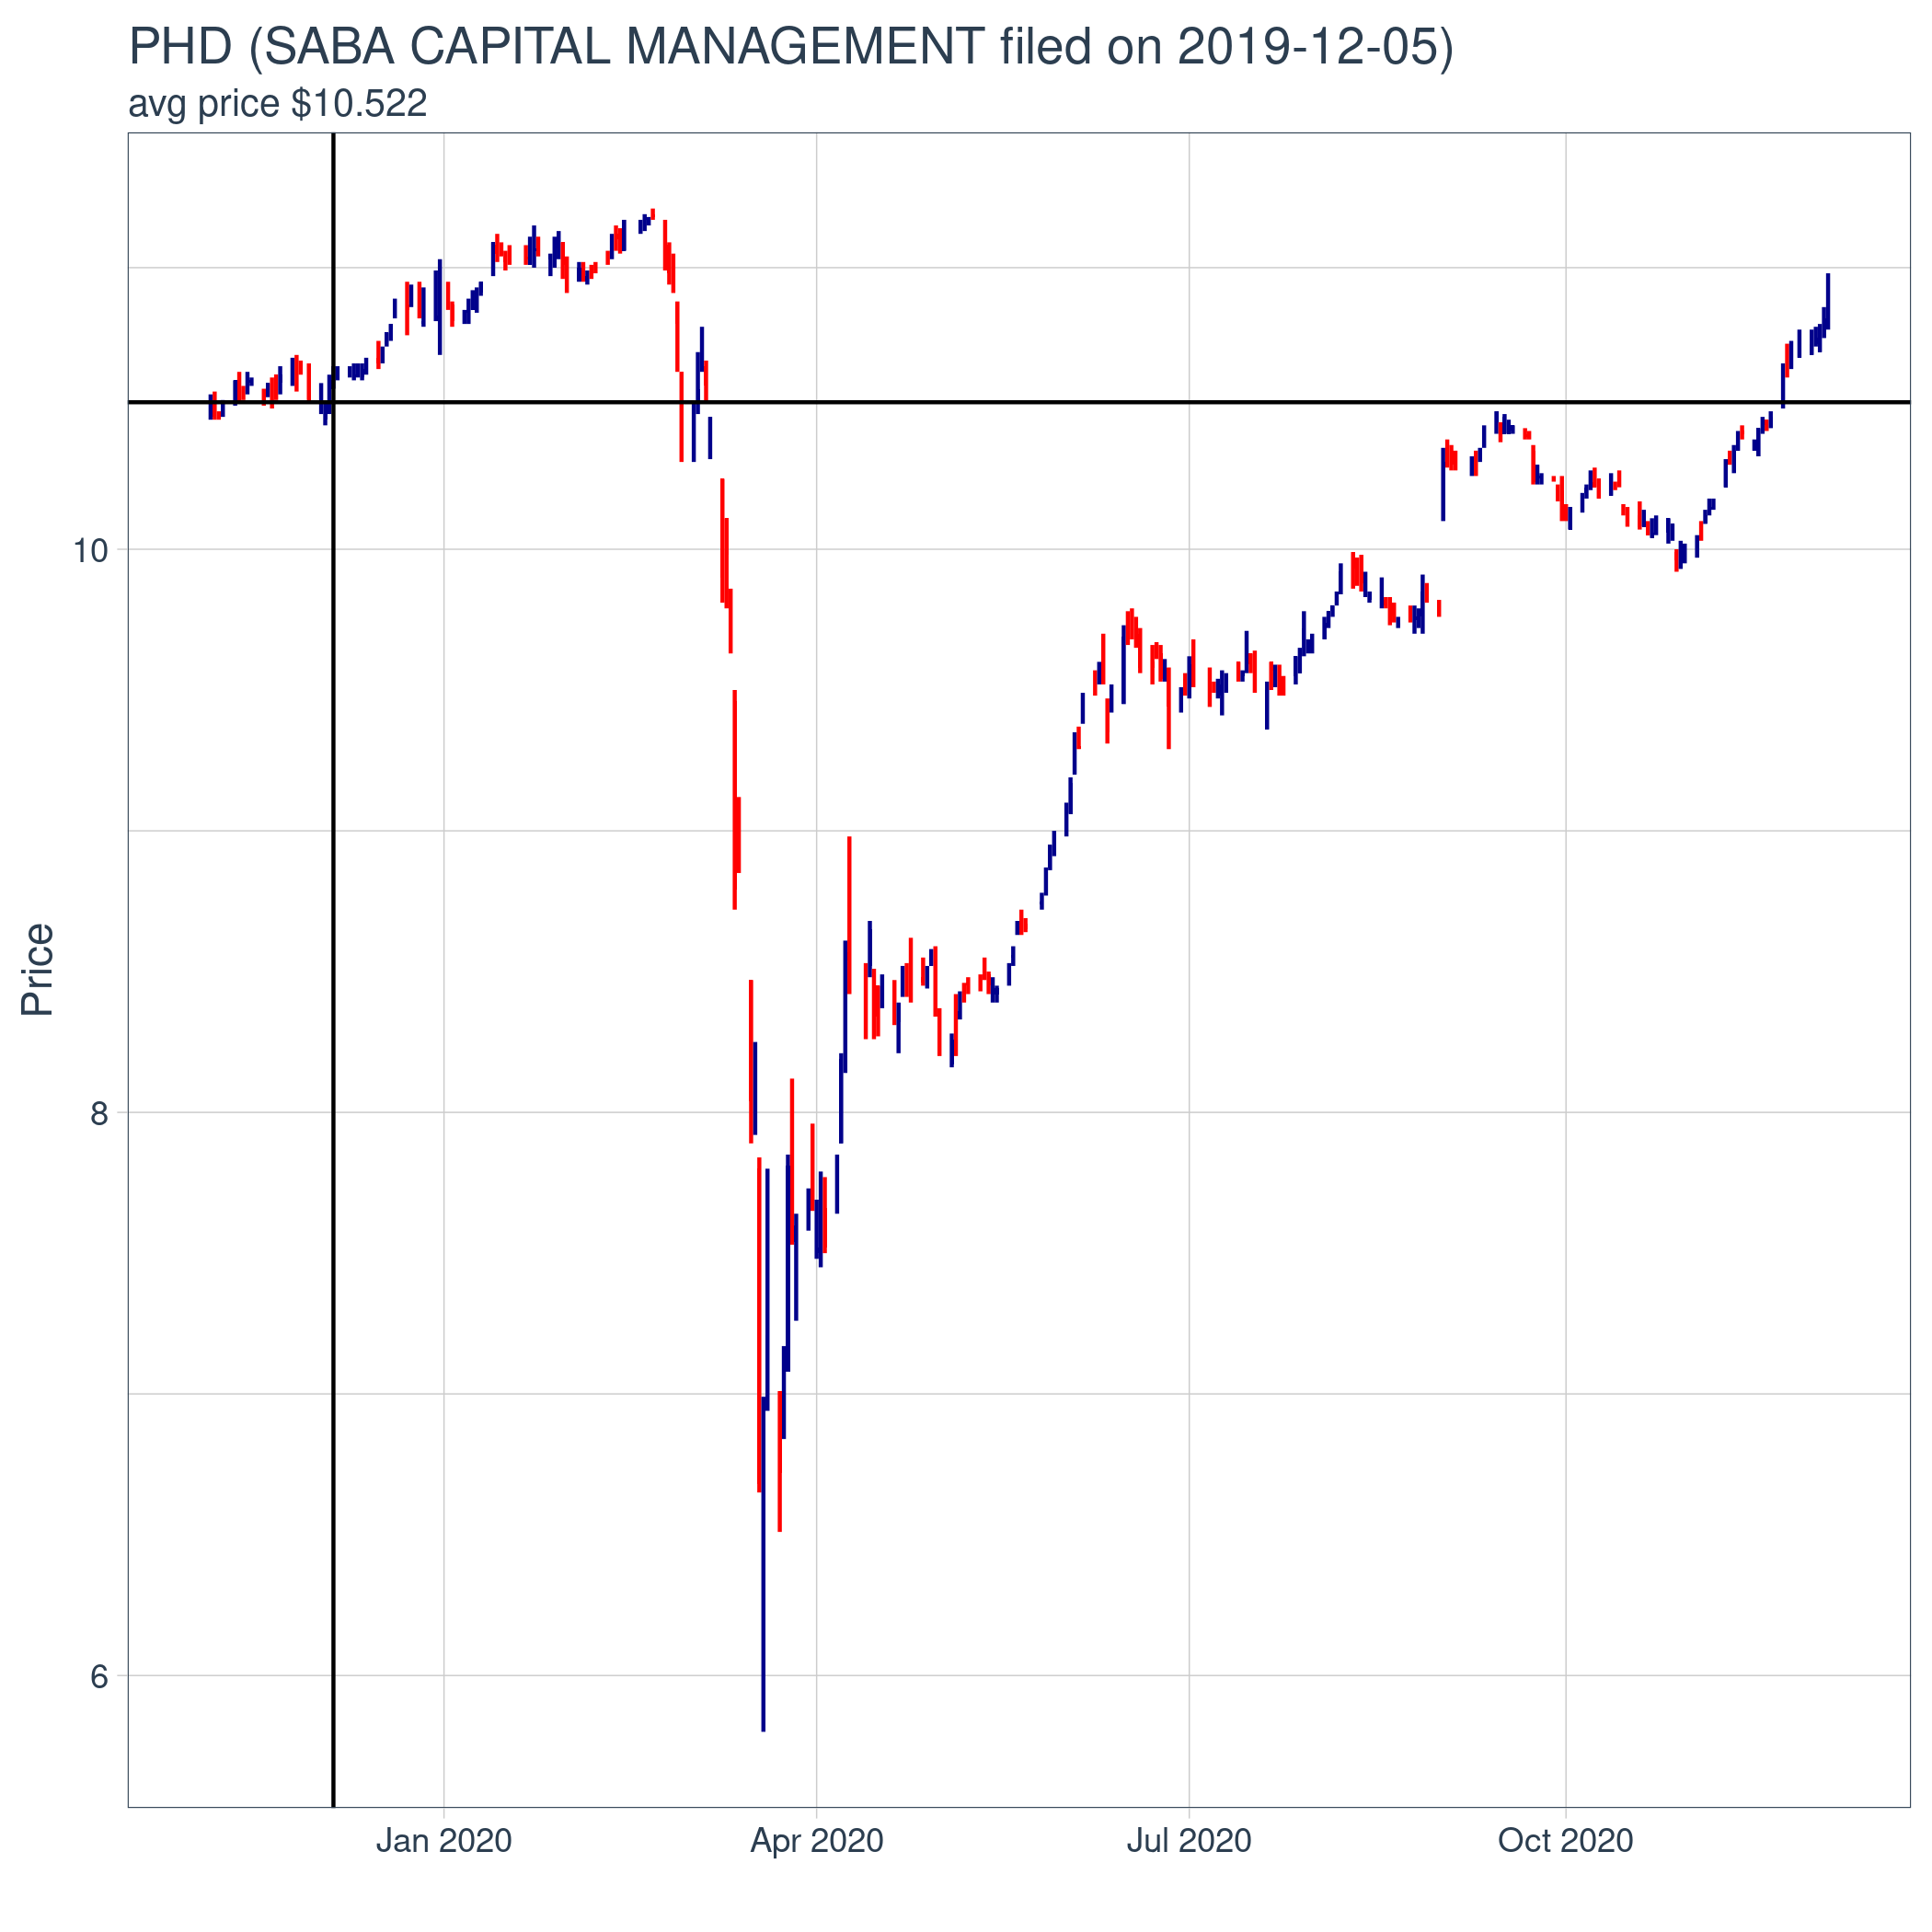 PHD (SABA CAPITAL MANAGEMENT filed on 2019-12-05)
avg price $10.522
Price
10
8
6
Jan 2020
Apr 2020
Jul 2020
Oct 2020